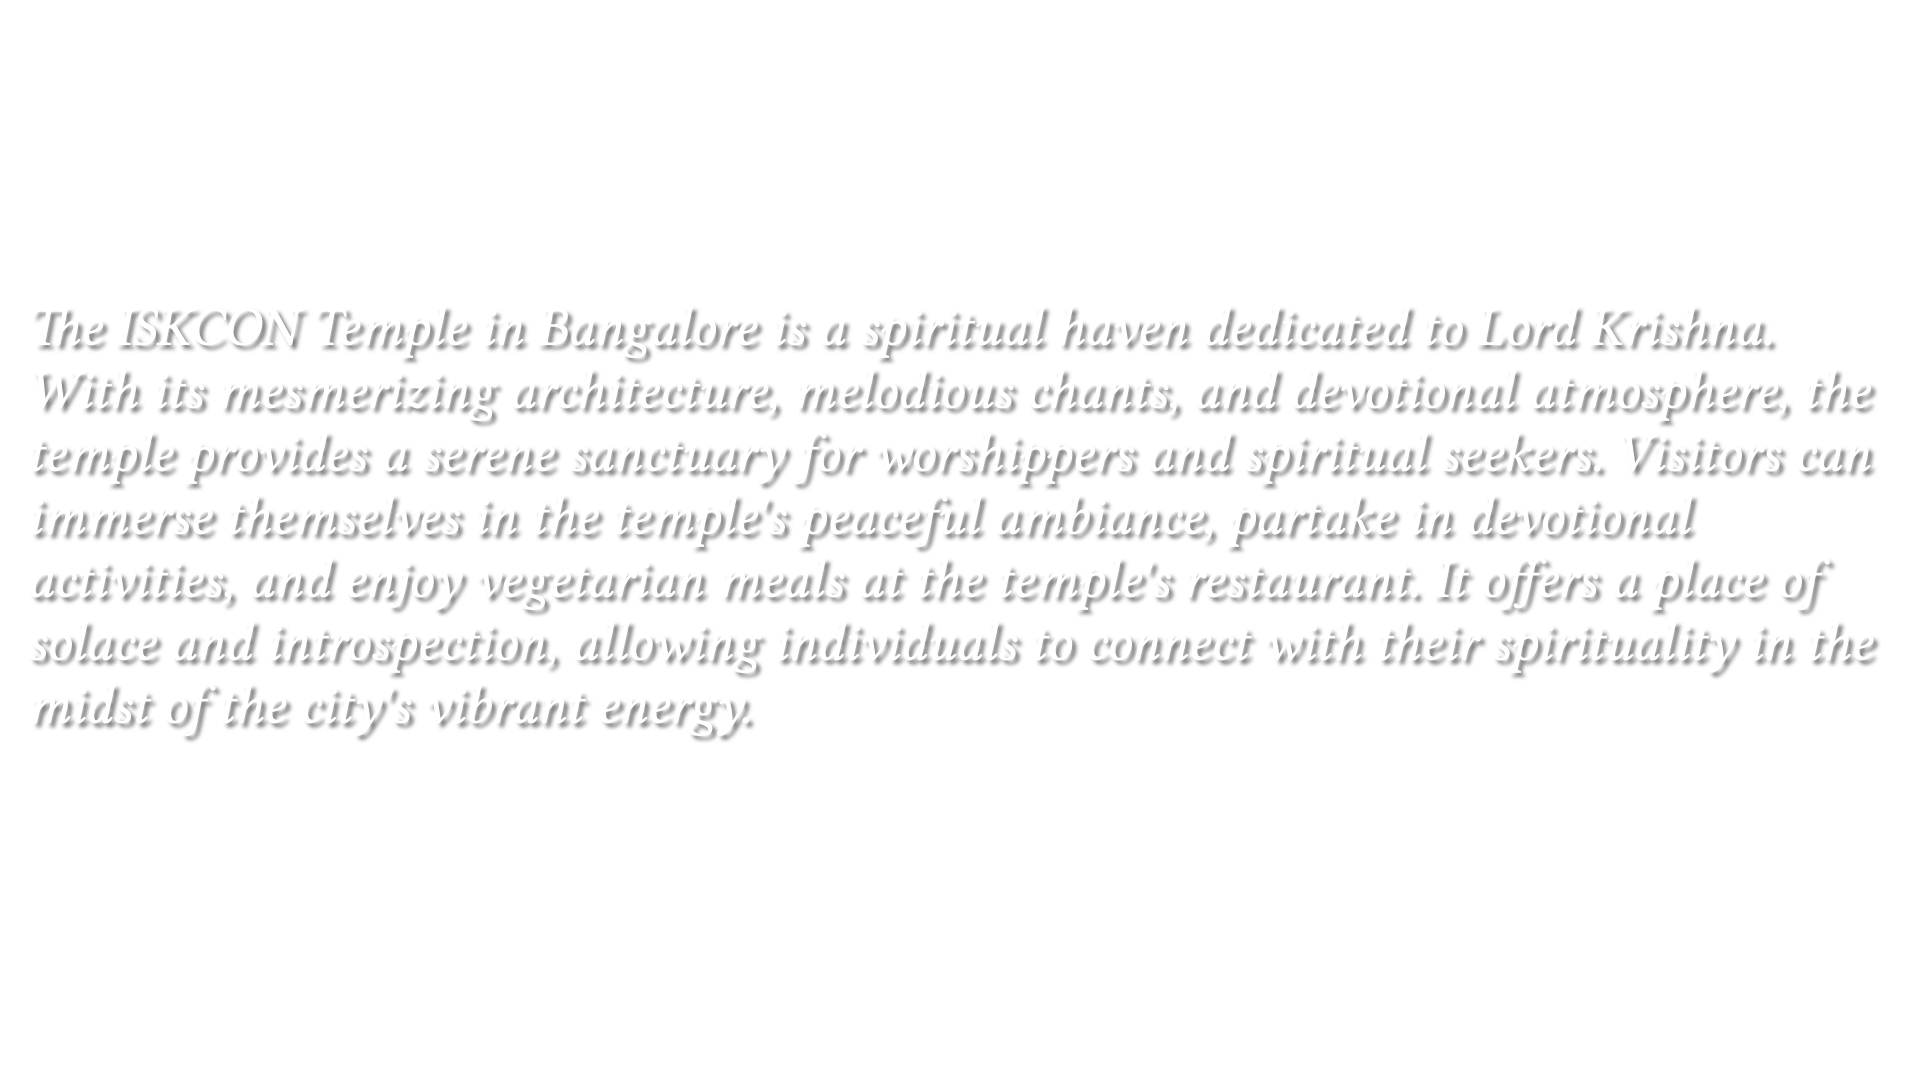 The ISKCON Temple in Bangalore is a spiritual haven dedicated to Lord Krishna.
With its mesmerizing architecture, melodious chants, and devotional atmosphere, the
temple provides a serene sanctuary for worshippers and spiritual seekers. Visitors can
immerse themselves in the temple's peaceful ambiance, partake in devotional
activities, and enjoy vegetarian meals at the temple's restaurant. It offers a place of
solace and introspection, allowing individuals to connect with their spirituality in the
midst of the city's vibrant energy.